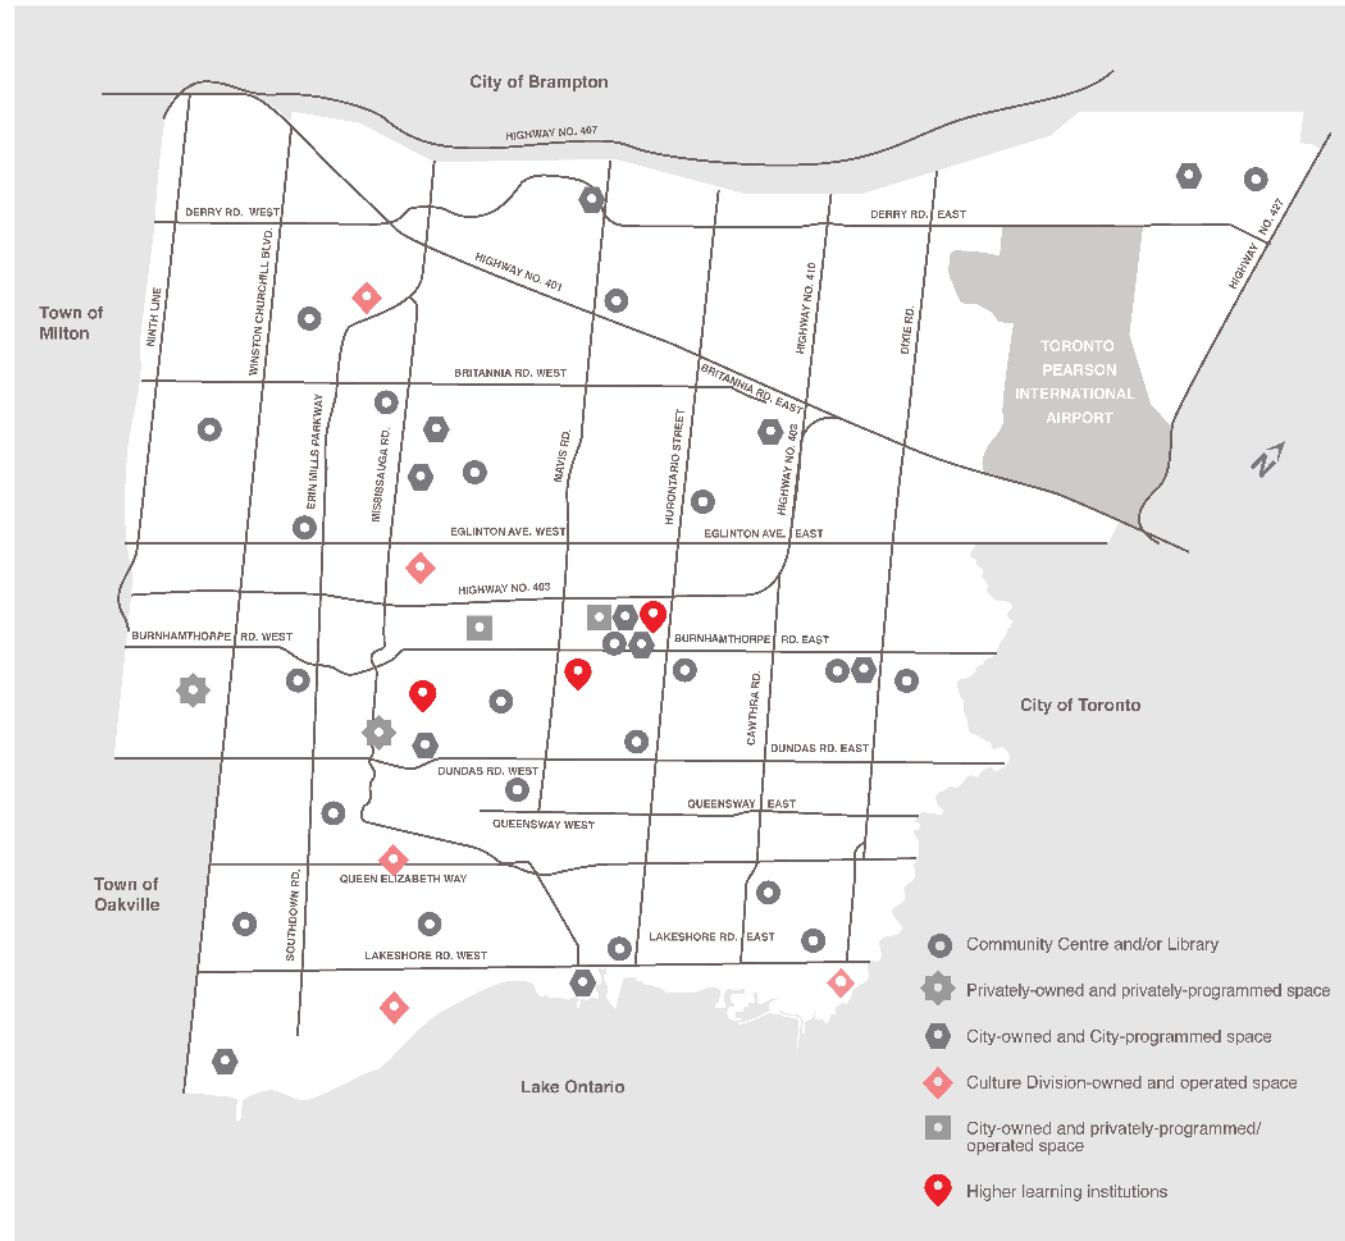 City of Brampton
HIGHWAY NO. 407
DERRY RD. WEST
DERRY RD. EAST
HIGHWAY NO. 427
WINSTON CHURCHILL BLVD.
HIGHWAY NO. 401
HIGHWAY NO. 410
Town of
Milton
NINTH LINE
DIXIE RD.
TORONTO
PEARSON
INTERNATIONAL
AIRPORT
BRITANNIA RD. WEST
BRITANNIA RD. EAST
ERIN MILLS PARKWAY
MISSISSAUGA RD.
MAVIS RD.
HURONTARIO STREET
HIGHWAY NO. 403
N
EGLINTON AVE. WEST
EGLINTON AVE. EAST
HIGHWAY NO. 403
BURNHAMTHORPE RD. WEST
BURNHAMTHORPE RD. EAST
CAWTHRA RD.
City of Toronto
DUNDAS RD. EAST
DUNDAS RD. WEST
QUEENSWAY EAST
QUEENSWAY WEST
Town of
Oakville
QUEEN ELIZABETH WAY
SOUTHDOWN RD.
LAKESHORE RD. EAST
LAKESHORE RD. WEST
Lake Ontario
Community Centre and/or Library
Privately-owned and privately-programmed space
City-owned and City-programmed space
Culture Division-owned and operated space
City-owned and privately-programmed/
operated space
Higher learning institutions